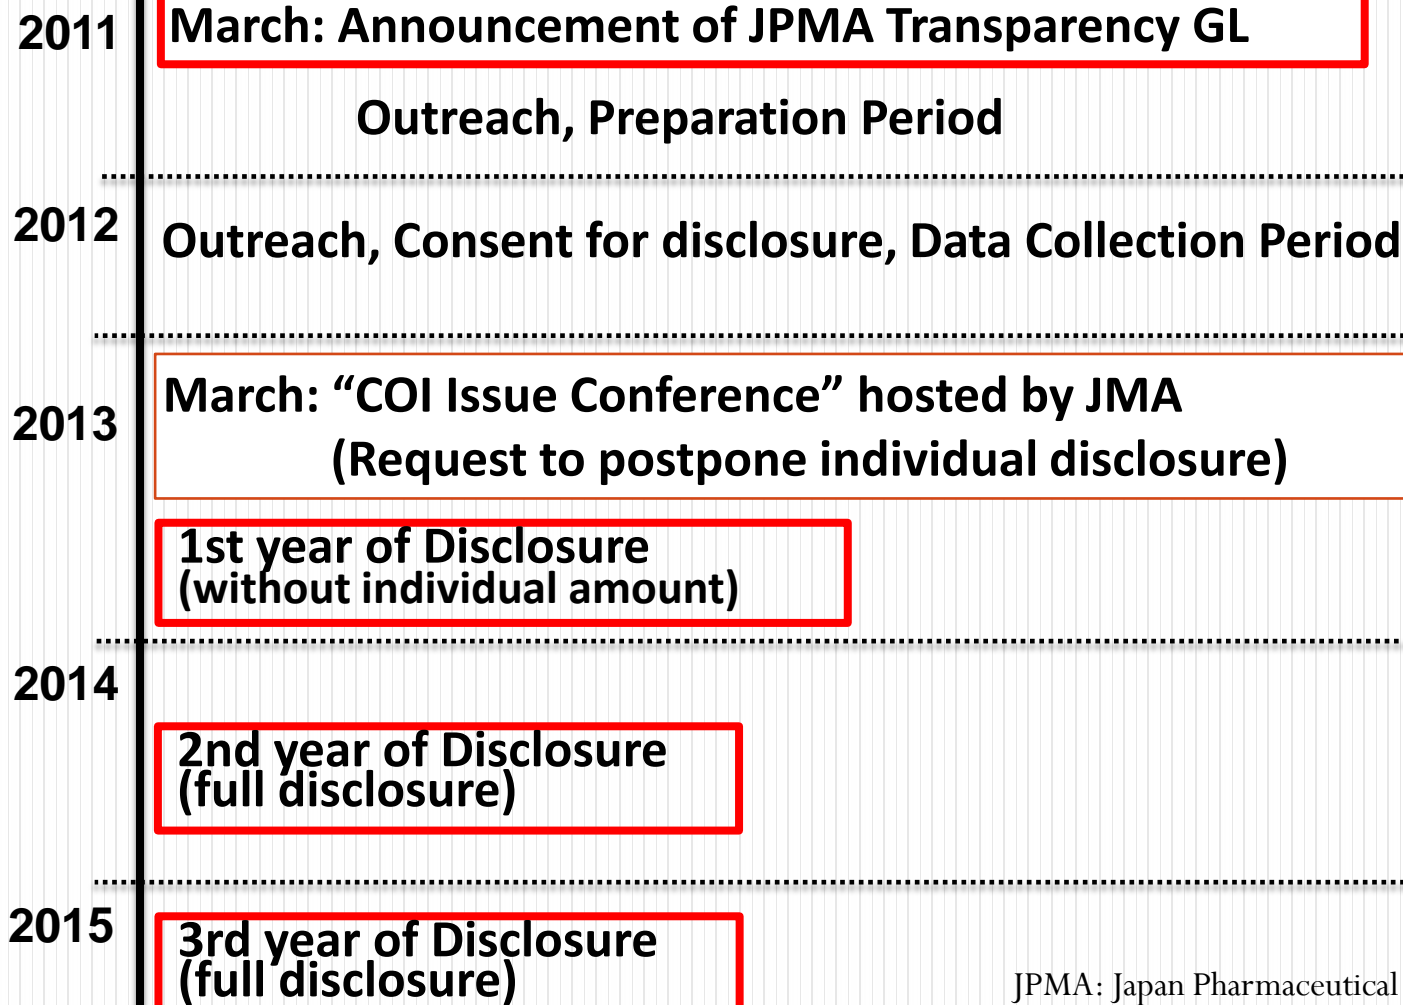 2011
March: Announcement of JPMA Transparency GL
Outreach, Preparation Period
2012
Outreach, Consent for disclosure, Data Collection Period
2013
March: “COI Issue Conference” hosted by JMA
(Request to postpone individual disclosure)
1st year of Disclosure
(without individual amount)
2014
2nd year of Disclosure
(full disclosure)
2015
3rd year of Disclosure
(full disclosure)
JPMA: Japan Pharmaceutical